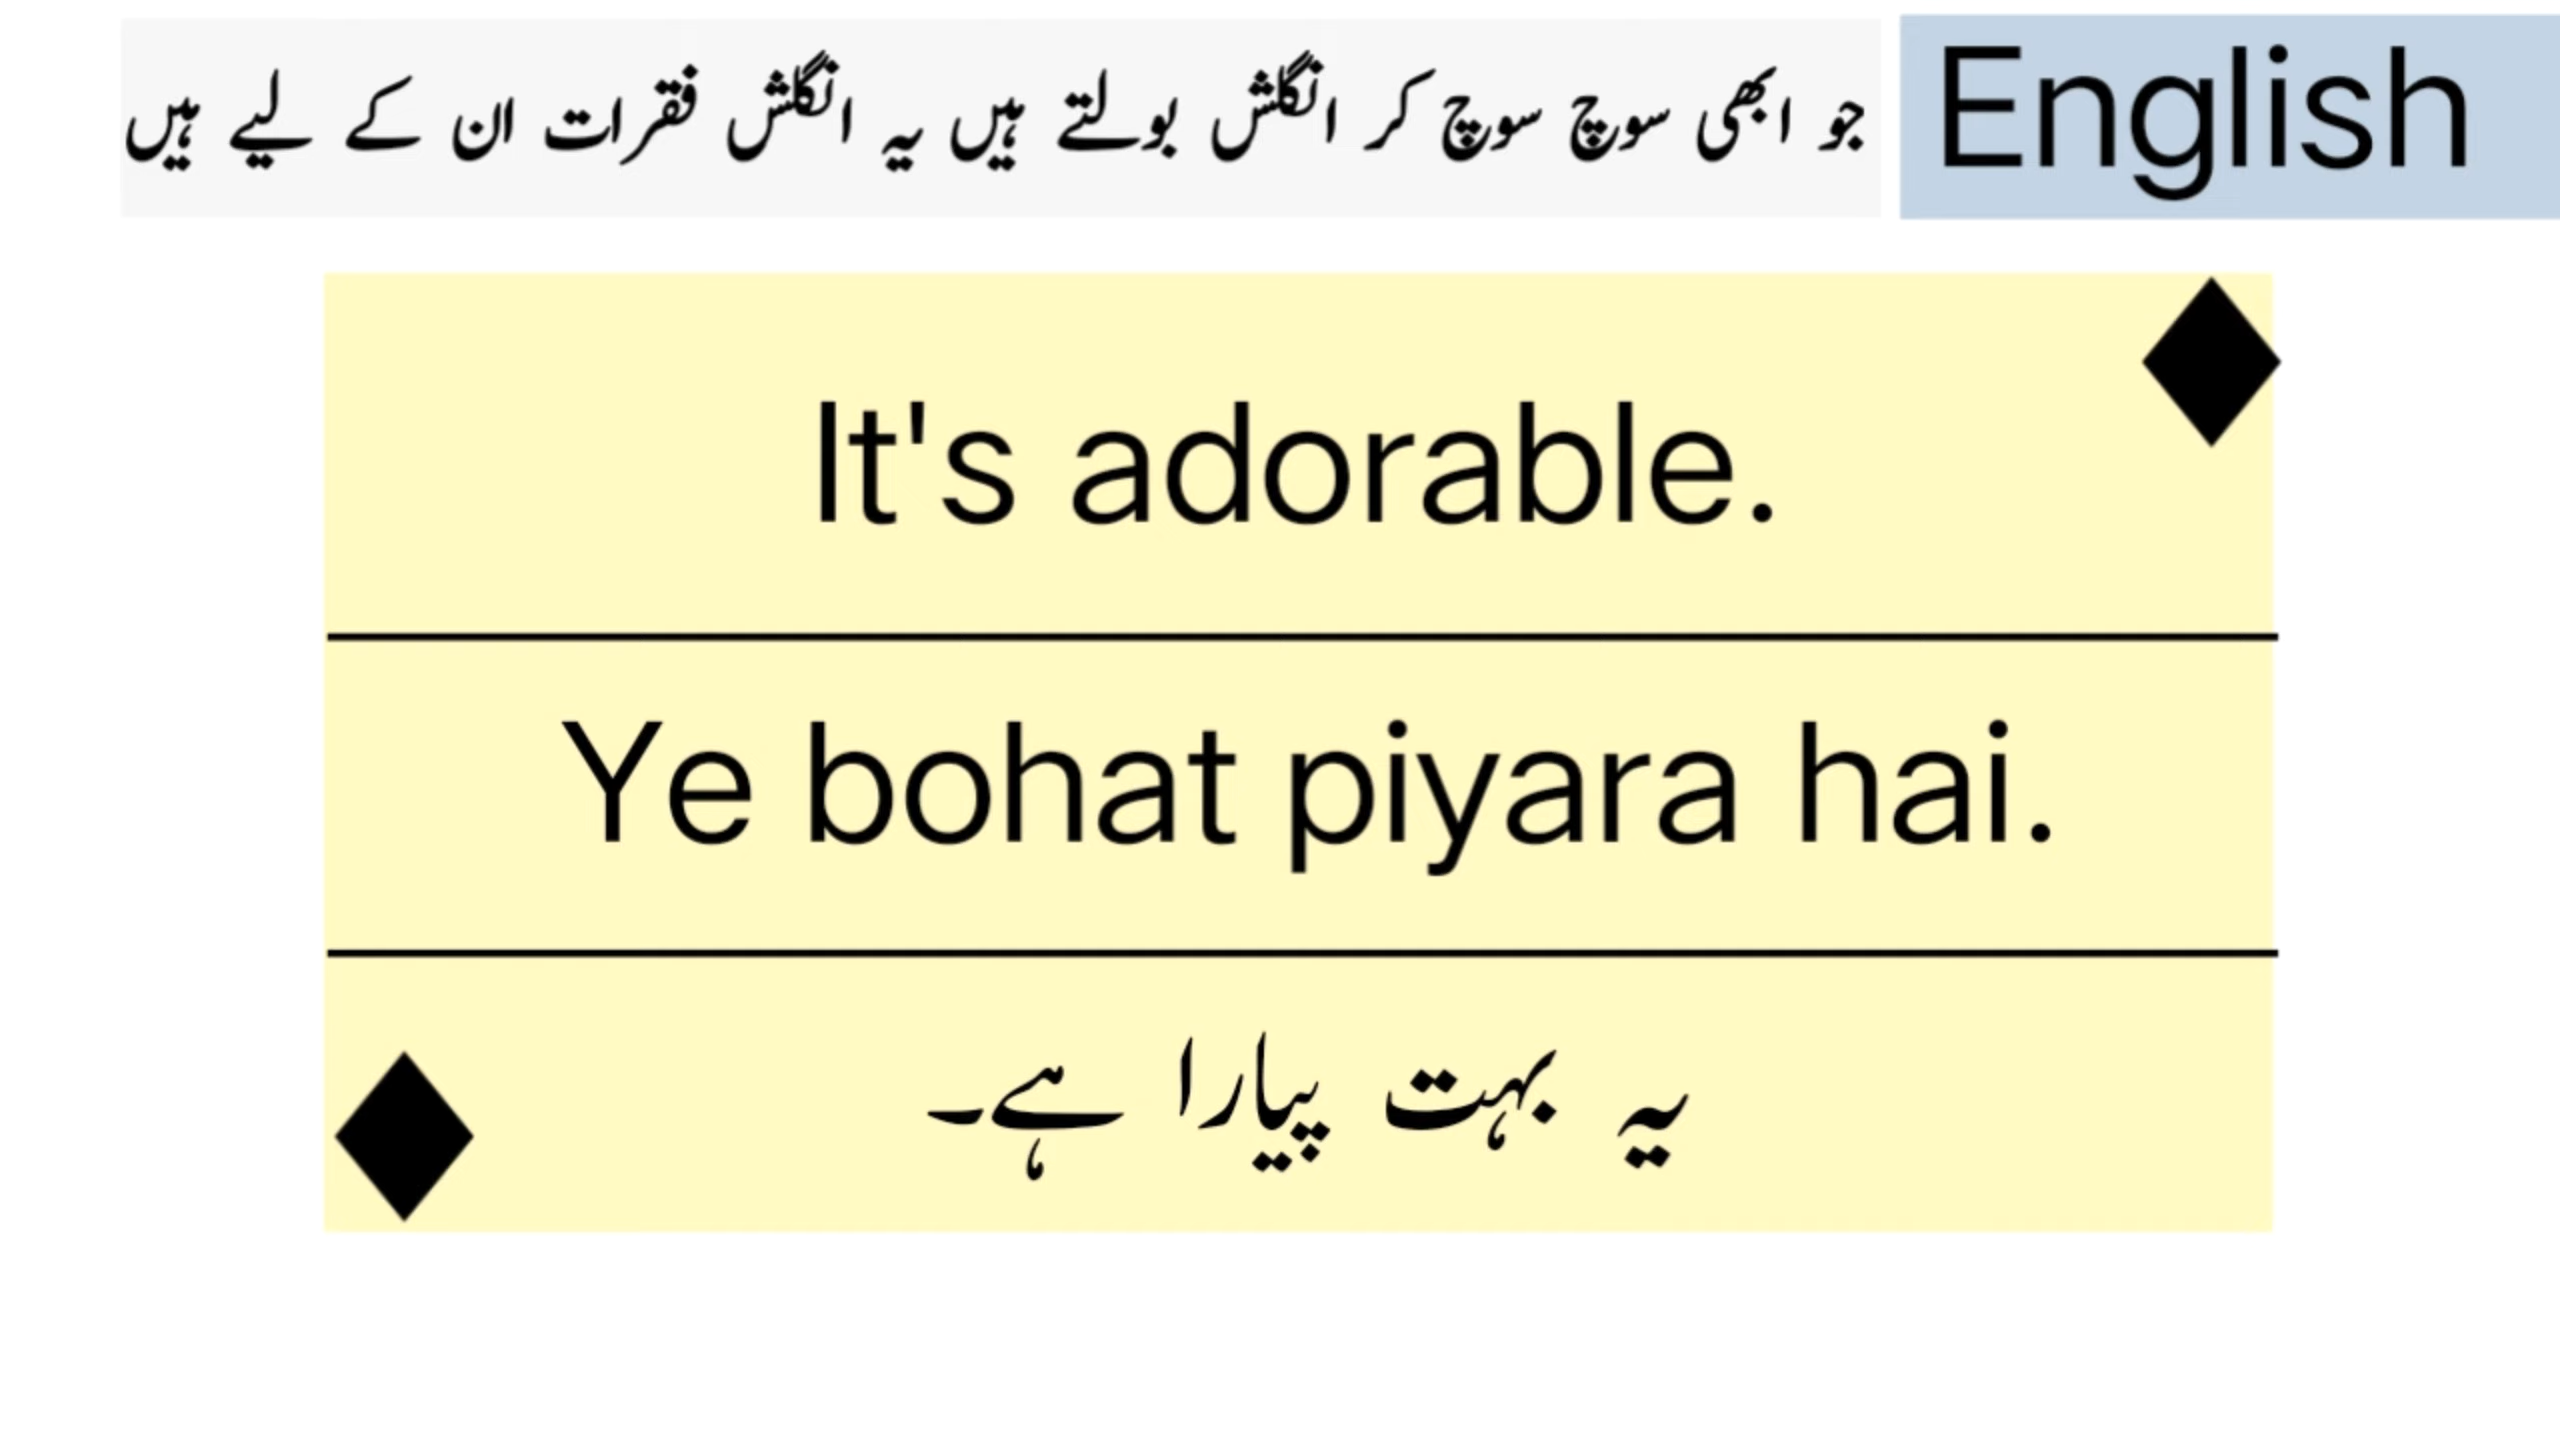 English
جو ابھی سوچ سوچ کر انگلش بولتے ہیں یہ انگلش فقرات ان کے لیے ہیں
It's adorable.
Ye bohat piyara hai.
یہ بہت پیارا ہے۔